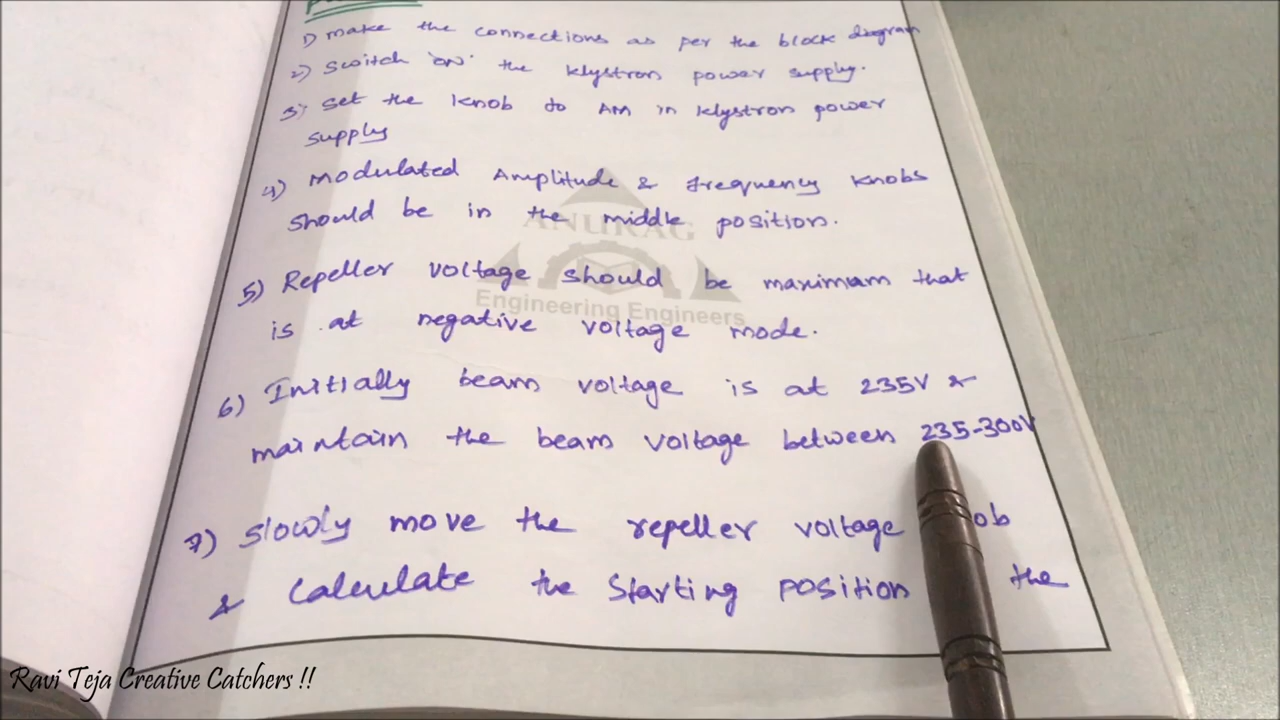 1) make the connections as per the block diagram
2) Switch 'on' the klystron power supply.
3) Set the knob to AM in klystron power
supply
4) Modulated Amplitude & frequency knobs
should be in the middle position.
ANURAG
5) Repeller voltage should be maximam that
Engineering Engineers
is at negative voltage mode.
6) Initially beam voltage is at 235V &
maintain the beam voltage between 235-300V
7) Slowly move the repeller voltage ob
& Calculate the Starting position the
Ravi Teja Creative Catchers !!